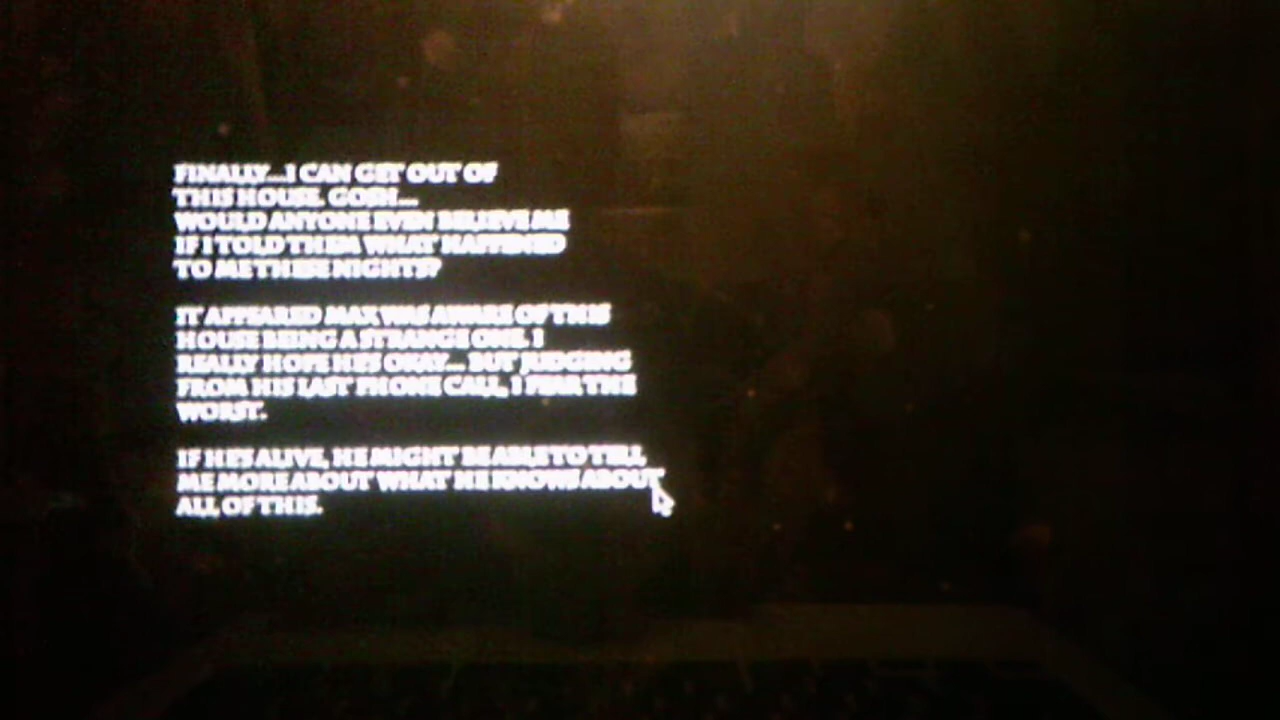 FINALLY...I CAN GET OUT OF
THIS HOUSE. GOSH...
WOULD ANYONE EVEN BELIEVE ME
IF I TOLD THEM WHAT HAPPENED
TO ME THESE NIGHTS?
IT APPEARED MAX WAS AWARE OF THIS
HOUSE BEING A STRANGE ONE. I
REALLY HOPE HE'S OKAY... BUT JUDGING
FROM HIS LAST PHONE CALL, I FEAR THE
WORST.
IF HE'S ALIVE, HE MIGHT BE ABLE TO TELL
ME MORE ABOUT WHAT HE KNOWS ABOUT
ALL OF THIS.